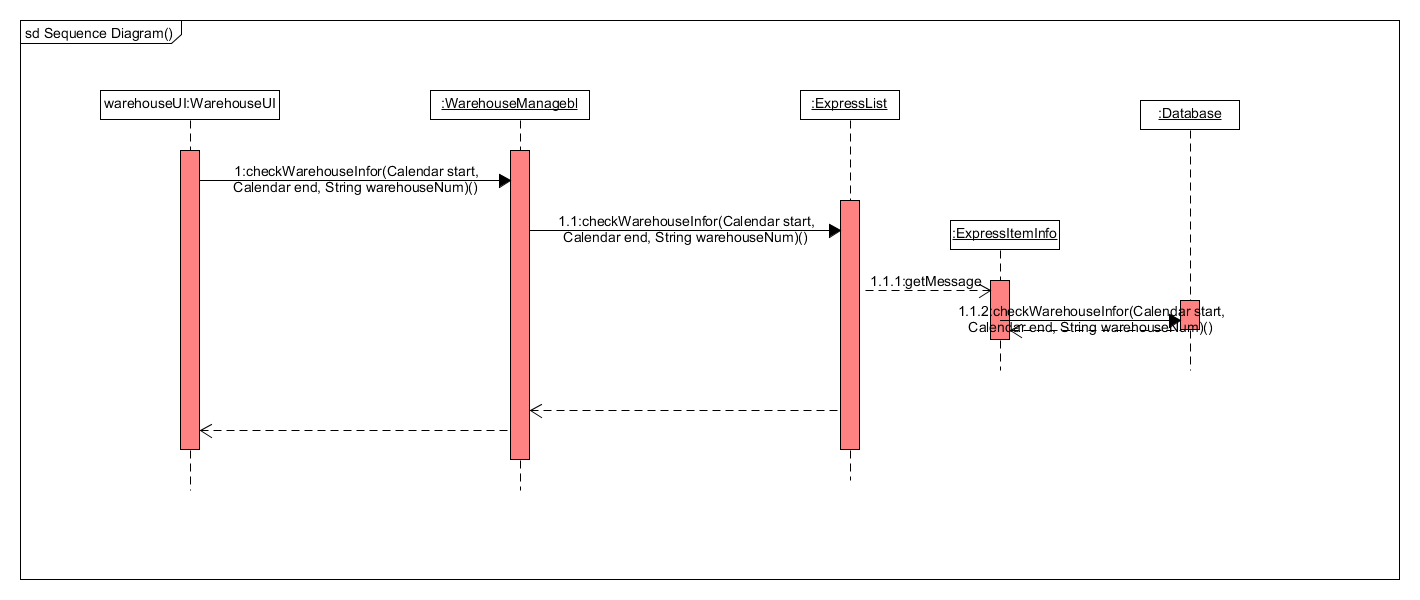 sd Sequence Diagram()
warehouseUI:WarehouseUI
:WarehouseManagebl
:ExpressList
:Database
1:checkWarehouseInfor(Calendar start,
Calendar end, String warehouseNum)()
1.1:checkWarehouseInfor(Calendar start,
Calendar end, String warehouseNum)()
:ExpressItemInfo
1.1.1:getMessage
1.1.2:checkWarehouseInfor(Calendar start,
Calendar end, String warehouseNum)()